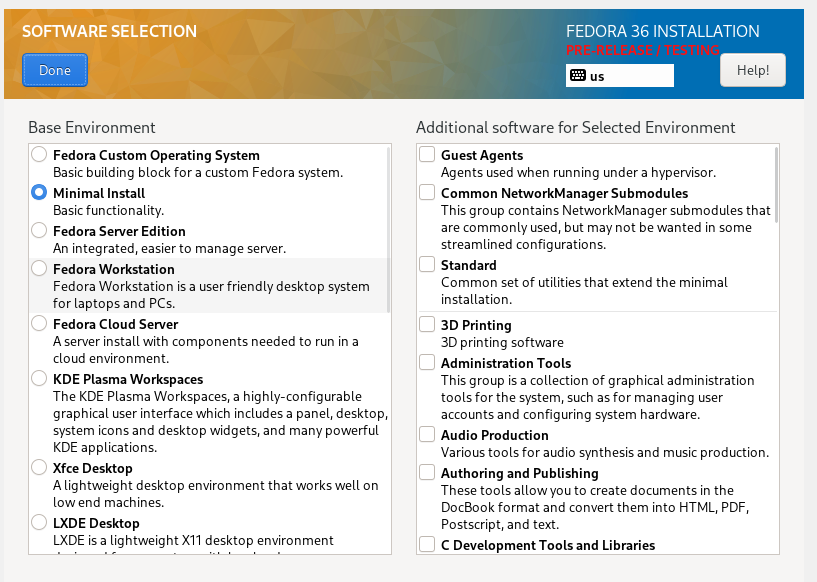 SOFTWARE SELECTION
FEDORA 36 INSTALLATION
PRE-RELEASE / TESTING
Done
us
Help!
Base Environment
Fedora Custom Operating System
Basic building block for a custom Fedora system.
Minimal Install
Basic functionality.
Fedora Server Edition
An integrated, easier to manage server.
Fedora Workstation
Fedora Workstation is a user friendly desktop system
for laptops and PCs.
Fedora Cloud Server
A server install with components needed to run in a
cloud environment.
KDE Plasma Workspaces
The KDE Plasma Workspaces, a highly-configurable
graphical user interface which includes a panel, desktop,
system icons and desktop widgets, and many powerful
KDE applications.
Xfce Desktop
A lightweight desktop environment that works well on
low end machines.
LXDE Desktop
LXDE is a lightweight X11 desktop environment
Additional software for Selected Environment
Guest Agents
Agents used when running under a hypervisor.
Common NetworkManager Submodules
This group contains NetworkManager submodules that
are commonly used, but may not be wanted in some
streamlined configurations.
Standard
Common set of utilities that extend the minimal
installation.
3D Printing
3D printing software
Administration Tools
This group is a collection of graphical administration
tools for the system, such as for managing user
accounts and configuring system hardware.
Audio Production
Various tools for audio synthesis and music production.
Authoring and Publishing
These tools allow you to create documents in the
DocBook format and convert them into HTML, PDF,
Postscript, and text.
C Development Tools and Libraries